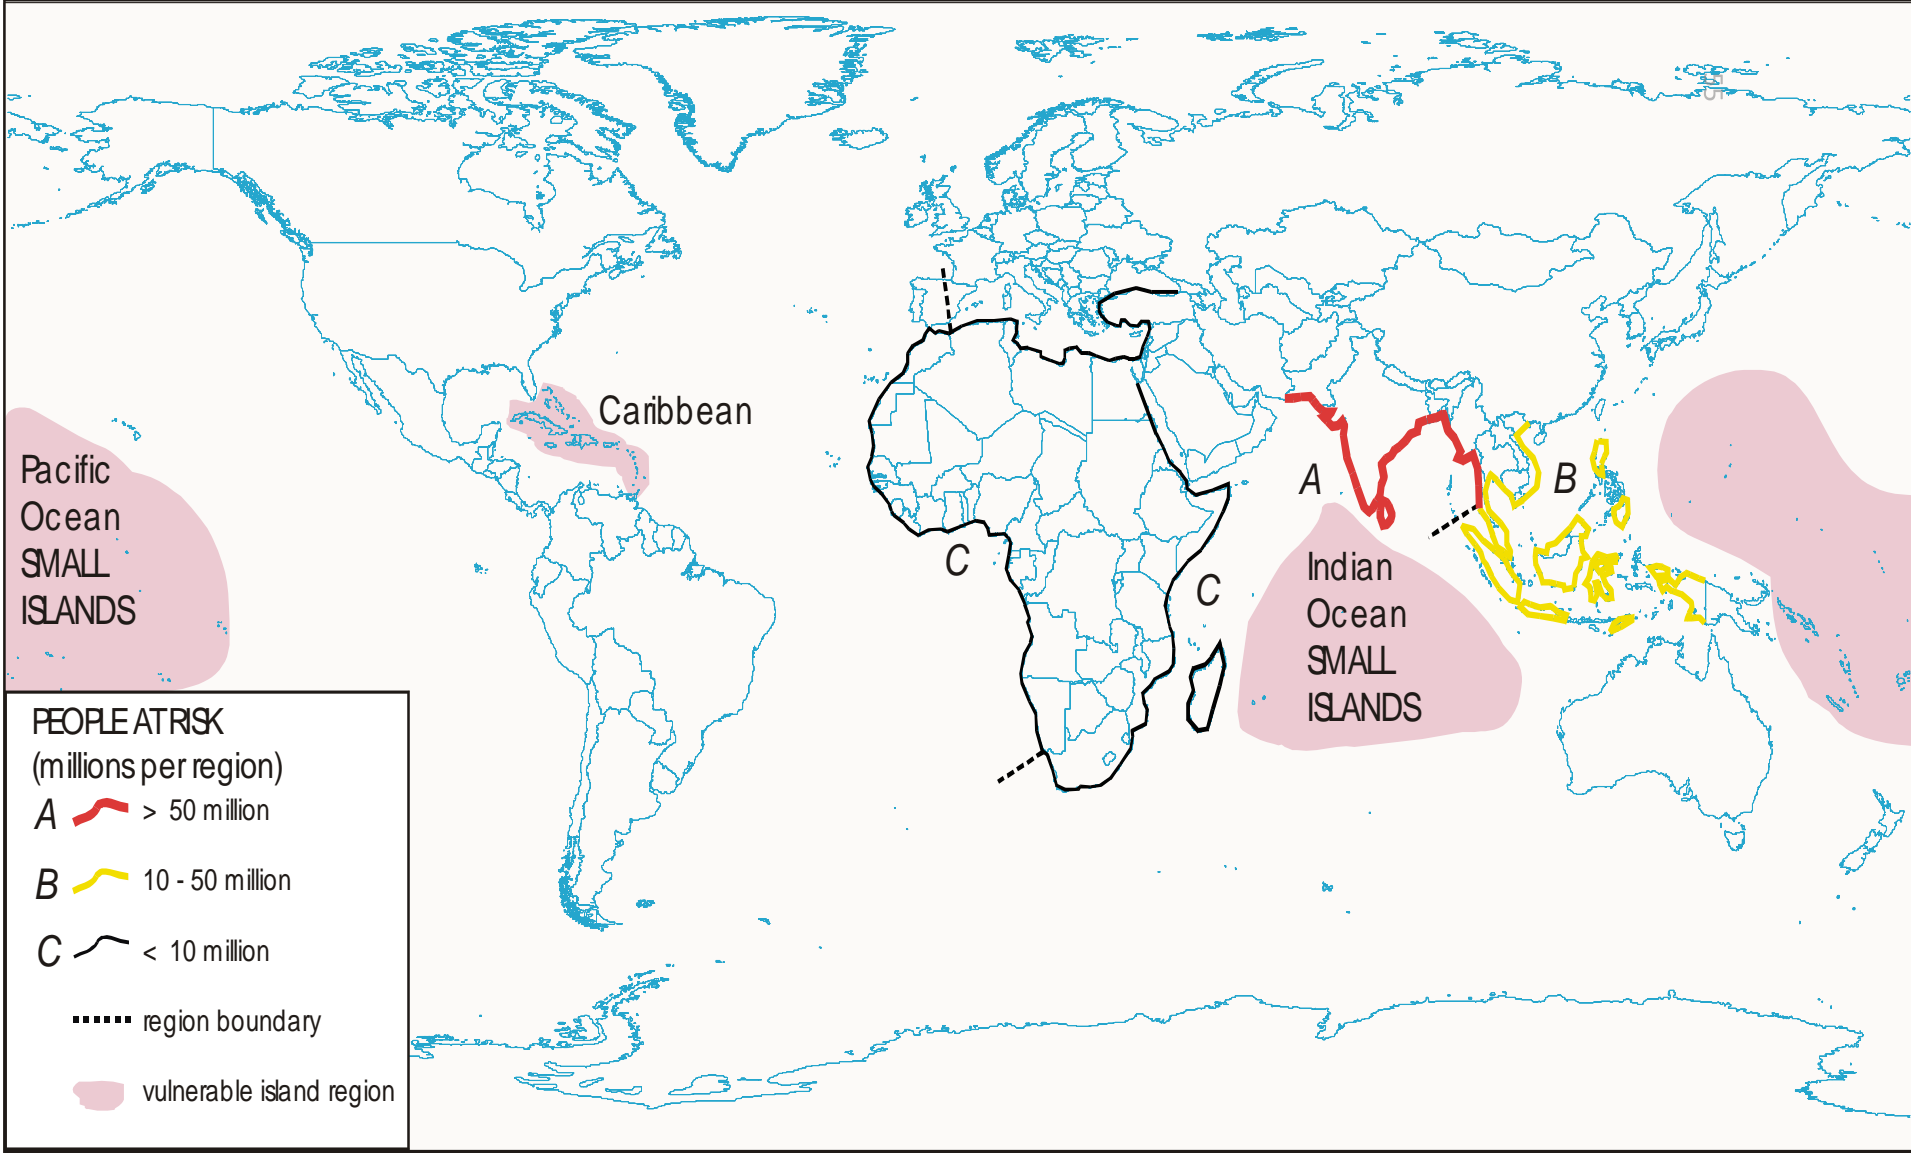 Caribbean
Pacific
Ocean
SMALL
ISLANDS
A
B
C
C
Indian
Ocean
SMALL
ISLANDS
PEOPLE AT RISK
(millions per region)
A > 50 million
B 10 - 50 million
C < 10 million
region boundary
vulnerable island region